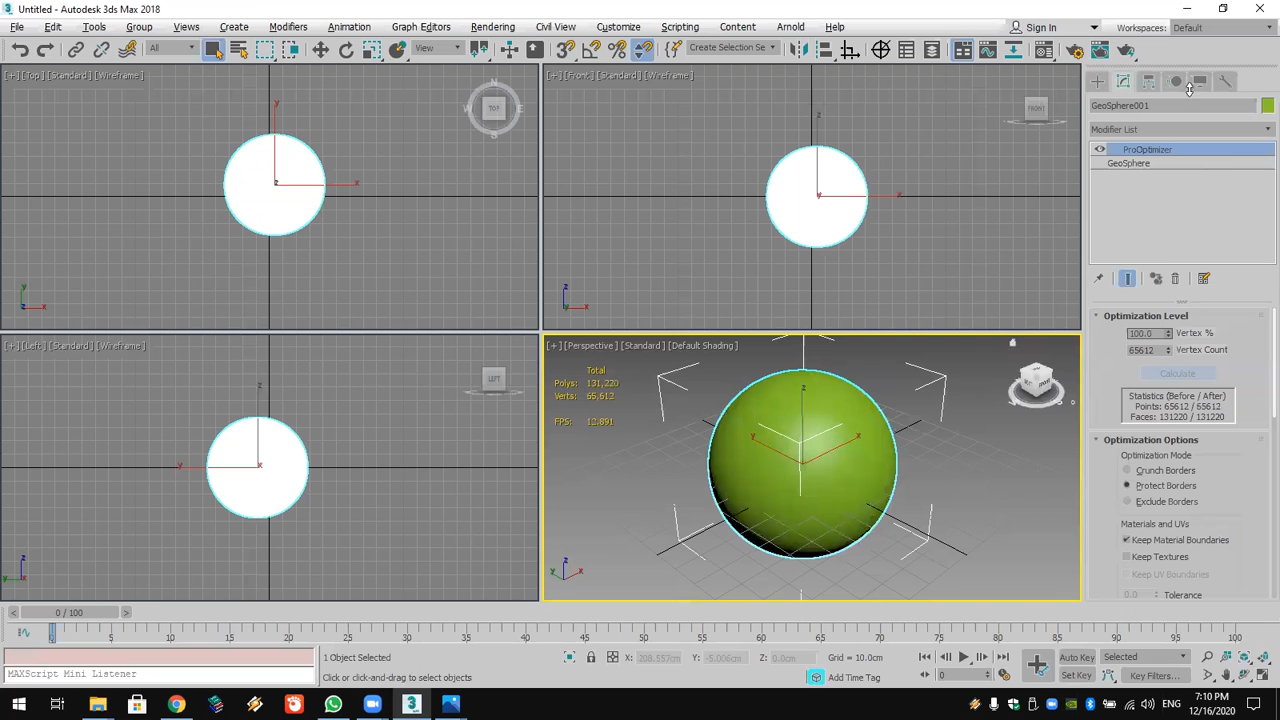 Untitled - Autodesk 3ds Max 2018
File Edit Tools Group Views Create Modifiers Animation Graph Editors Rendering Civil View Customize Scripting Content Arnold Help Sign In Workspaces: Default
All View Create Selection Se
[+] [Top] [Standard] [Wireframe]
[+] [Front] [Standard] [Wireframe]
N
W TOP E
S
FRONT
y
z x
z
y x
y
z x
z
y x
GeoSphere001
Modifier List
ProOptimizer
GeoSphere
[+] [Left] [Standard] [Wireframe]
[+] [Perspective] [Standard] [Default Shading]
LEFT
z
y x
z
y x
Total
Polys: 131,220
Verts: 65,612
FPS: 12.891
z
y x
z
y x
Optimization Level
100.0 Vertex %
65612 Vertex Count
Calculate
Statistics (Before / After)
Points: 65612 / 65612
Faces: 131220 / 131220
Optimization Options
Optimization Mode
Crunch Borders
Protect Borders
Exclude Borders
Materials and UVs
Keep Material Boundaries
Keep Textures
Keep UV Boundaries
0.0 Tolerance
< 0 / 100 >
0 5 10 15 20 25 30 35 40 45 50 55 60 65 70 75 80 85 90 95 100
1 Object Selected X: 208.557cm Y: -5.006cm Z: 0.0cm Grid = 10.0cm Auto Key Selected
MAXScript Mini Listener Click or click-and-drag to select objects Add Time Tag 0 Set Key Key Filters...
3 MAX
ENG 7:10 PM
12/16/2020